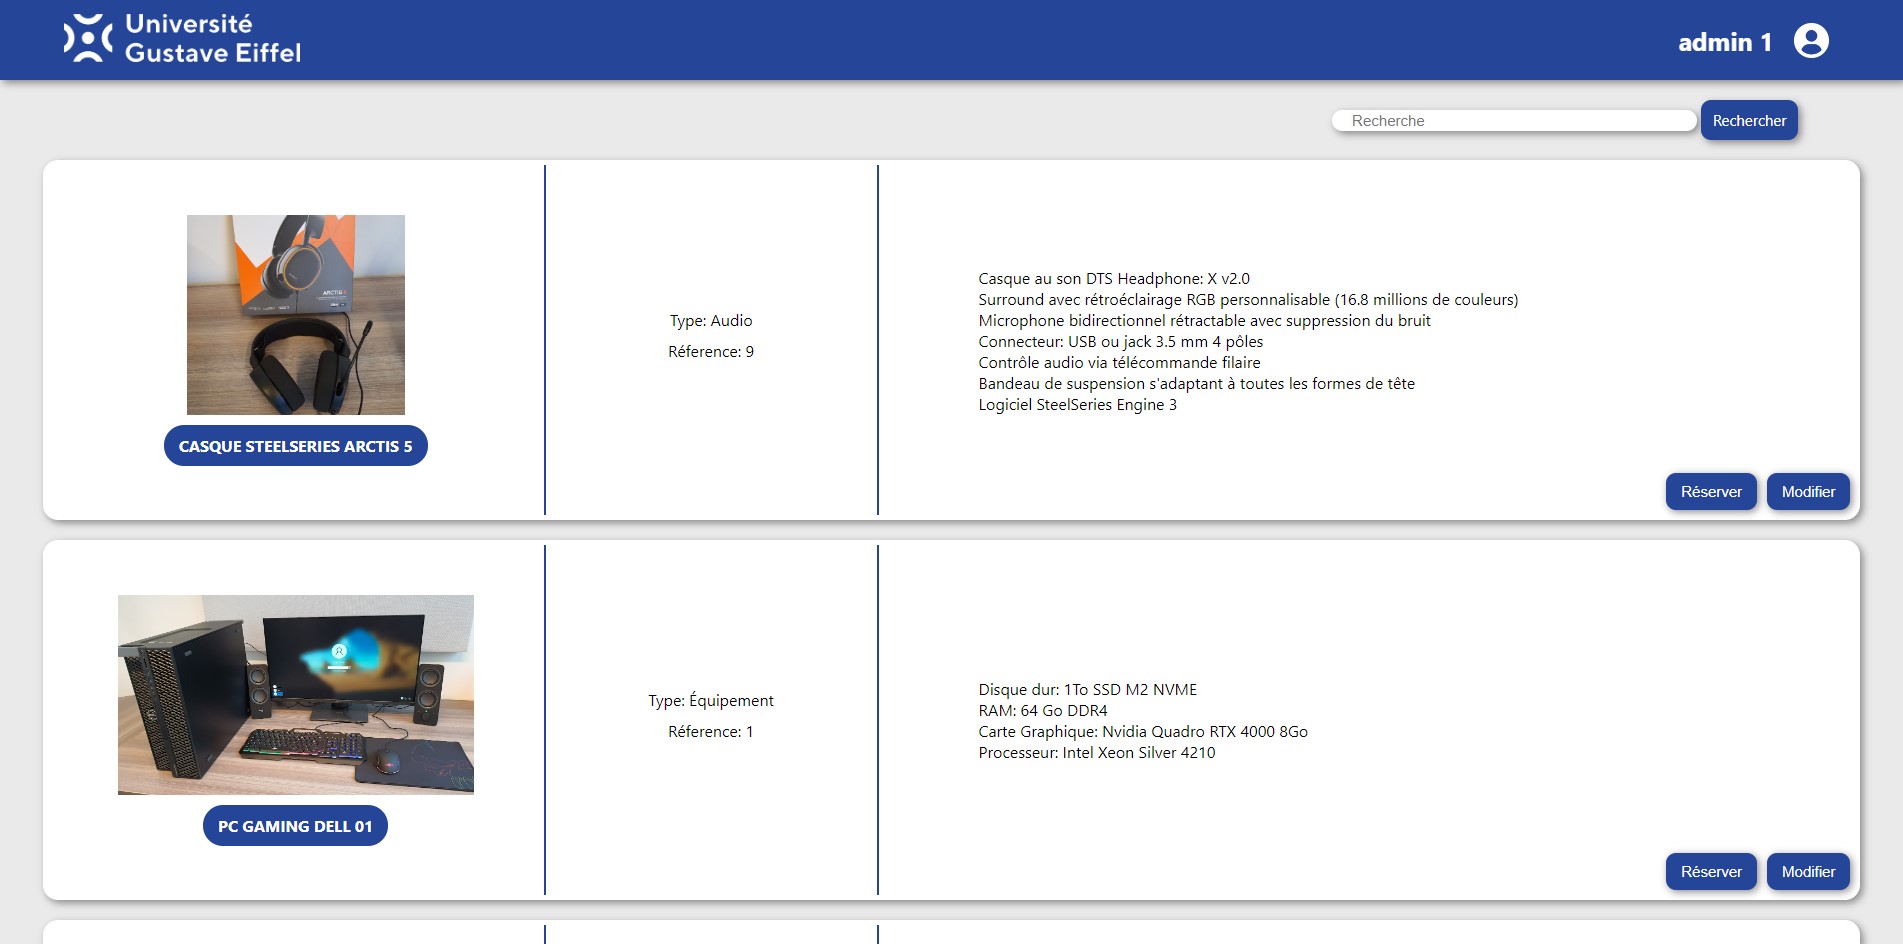 Université
Gustave Eiffel
admin 1
Recherche
Rechercher
ARCTIS
CASQUE STEELSERIES ARCTIS 5
Type: Audio
Réference: 9
Casque au son DTS Headphone: X v2.0
Surround avec rétroéclairage RGB personnalisable (16.8 millions de couleurs)
Microphone bidirectionnel rétractable avec suppression du bruit
Connecteur: USB ou jack 3.5 mm 4 pôles
Contrôle audio via télécommande filaire
Bandeau de suspension s'adaptant à toutes les formes de tête
Logiciel SteelSeries Engine 3
Réserver
Modifier
PC GAMING DELL 01
Type: Équipement
Réference: 1
Disque dur: 1To SSD M2 NVME
RAM: 64 Go DDR4
Carte Graphique: Nvidia Quadro RTX 4000 8Go
Processeur: Intel Xeon Silver 4210
Réserver
Modifier